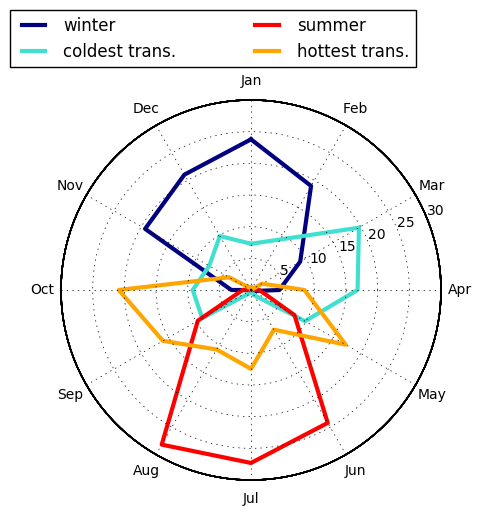 winter
summer
coldest trans.
hottest trans.
Jan
Dec
Feb
Nov
Mar
30
25
20
15
10
5
Oct
Apr
Sep
May
Aug
Jun
Jul